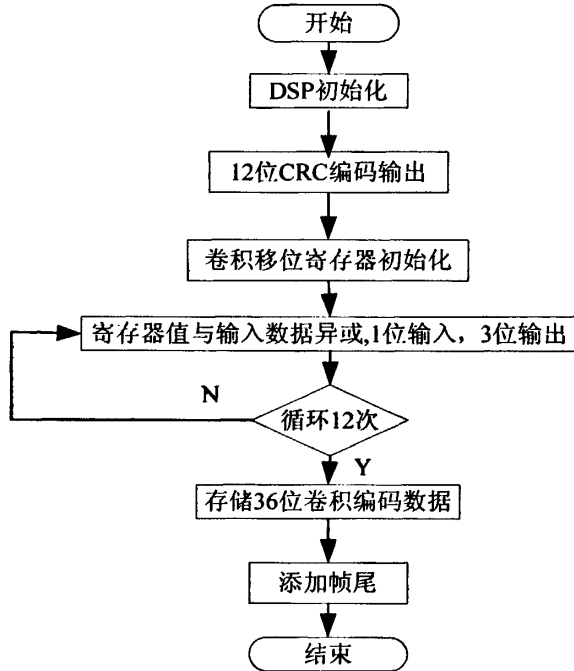 开始
DSP初始化
12位CRC编码输出
卷积移位寄存器初始化
寄存器值与输入数据异或,1位输入，3位输出
N
循环12次
Y
存储36位卷积编码数据
添加帧尾
结束